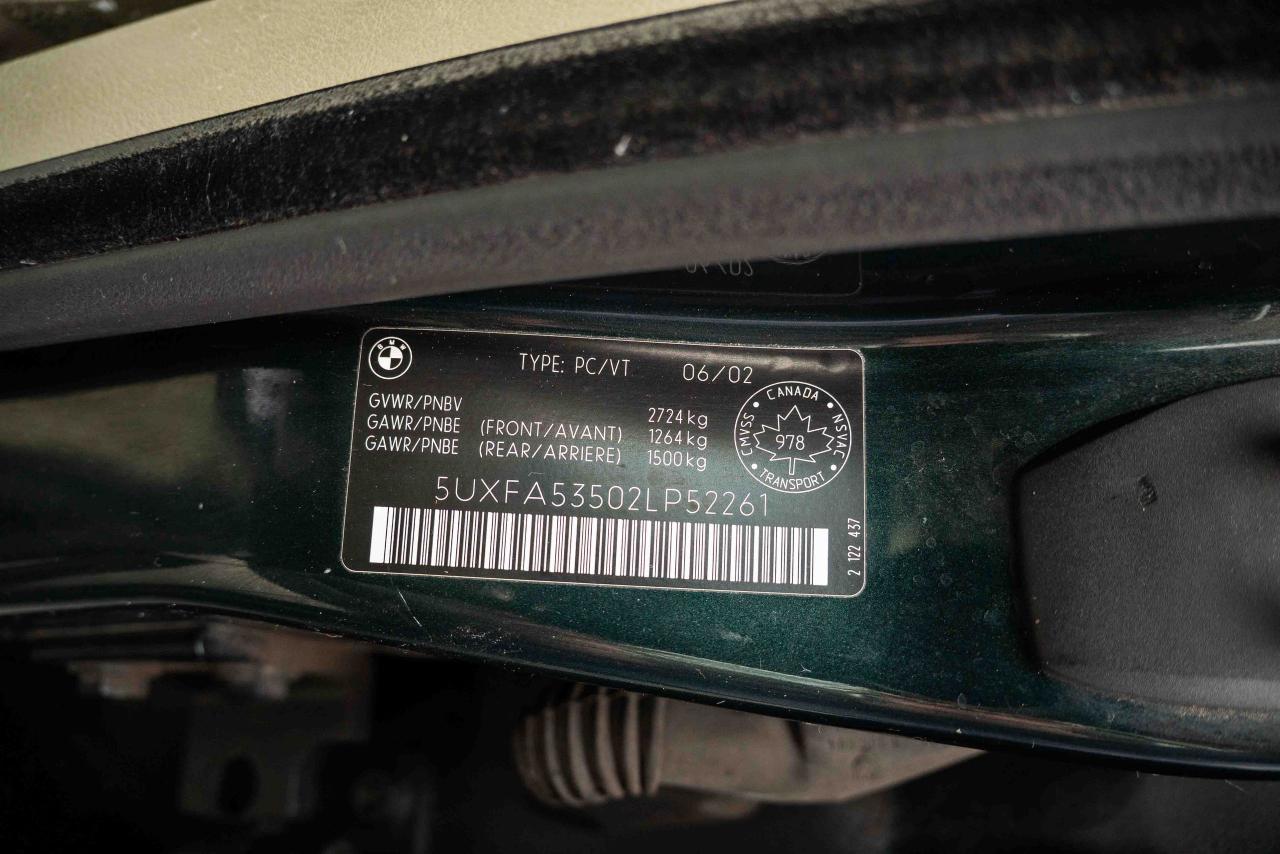 BMW
TYPE: PC/VT 06/02
GVWR/PNBV 2724kg
GAWR/PNBE (FRONT/AVANT) 1264kg
GAWR/PNBE (REAR/ARRIERE) 1500kg
CANADA
CMVSS
NSVAC
978
TRANSPORT
5UXFA53502LP52261
2 122 437